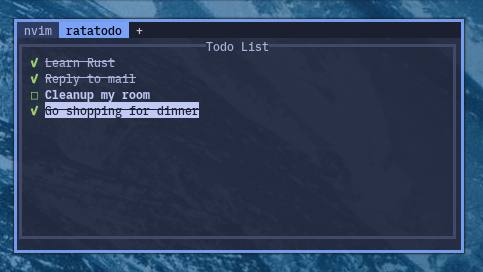 nvim ratatodo +
Todo List
✔ Learn Rust
✔ Reply to mail
☐ Cleanup my room
✔ Go shopping for dinner